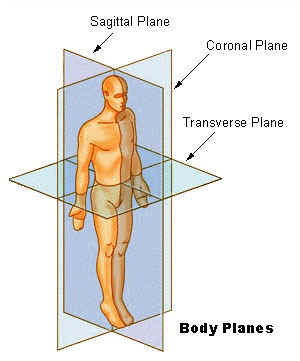 Sagittal Plane
Coronal Plane
Transverse Plane
Body Planes